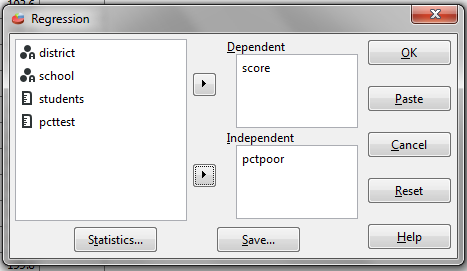 Regression
district
school
students
pcttest
Dependent
score
Independent
pctpoor
OK
Paste
Cancel
Reset
Help
Statistics...
Save...